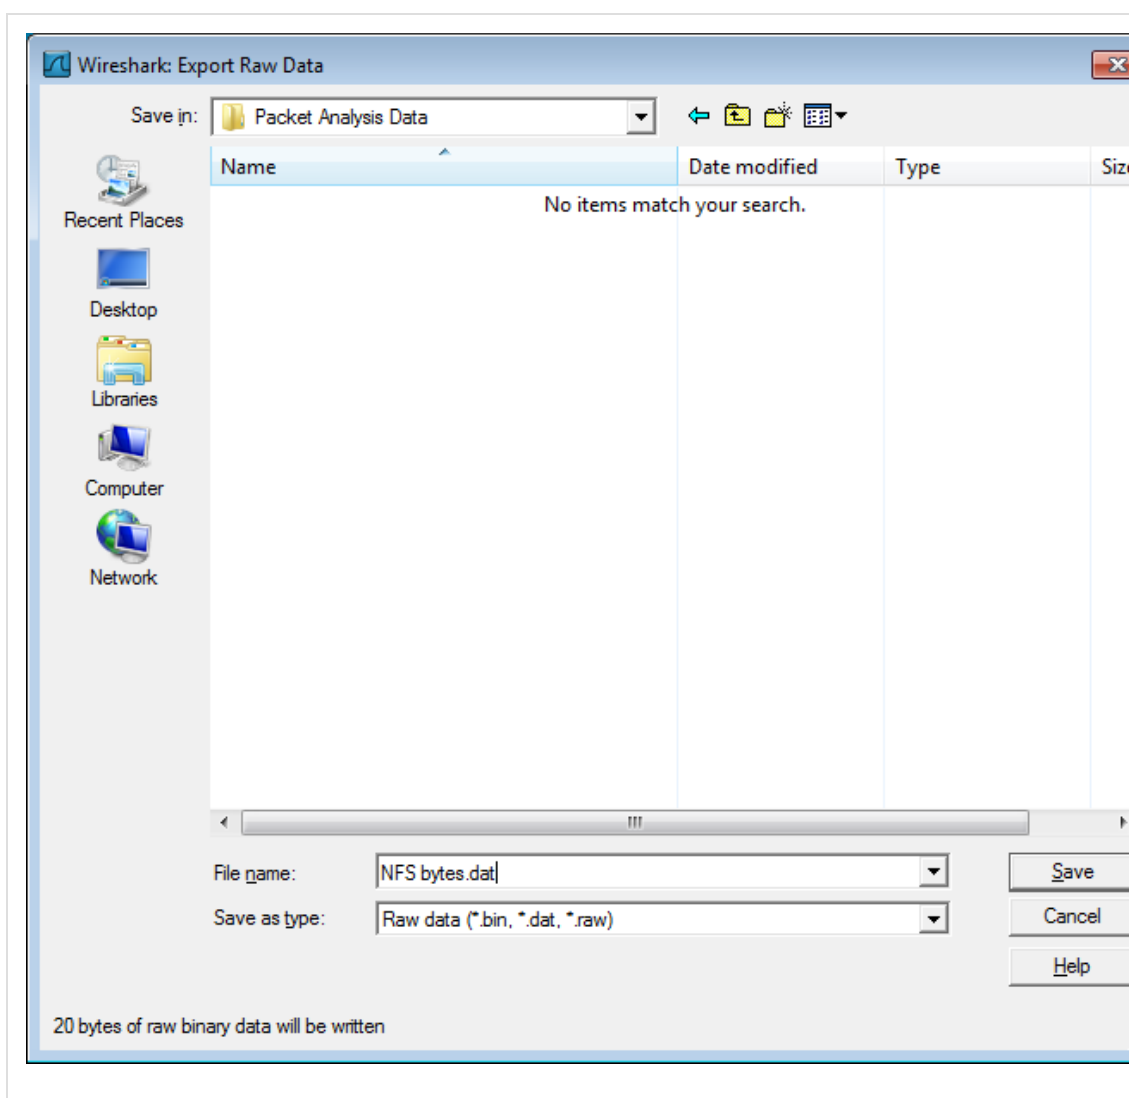 Wireshark: Export Raw Data
Save in: Packet Analysis Data
Name Date modified Type Siz
No items match your search.
Recent Places
Desktop
Libraries
Computer
Network
File name: NFS bytes.dat Save
Save as type: Raw data (*.bin, *.dat, *.raw) Cancel
Help
20 bytes of raw binary data will be written